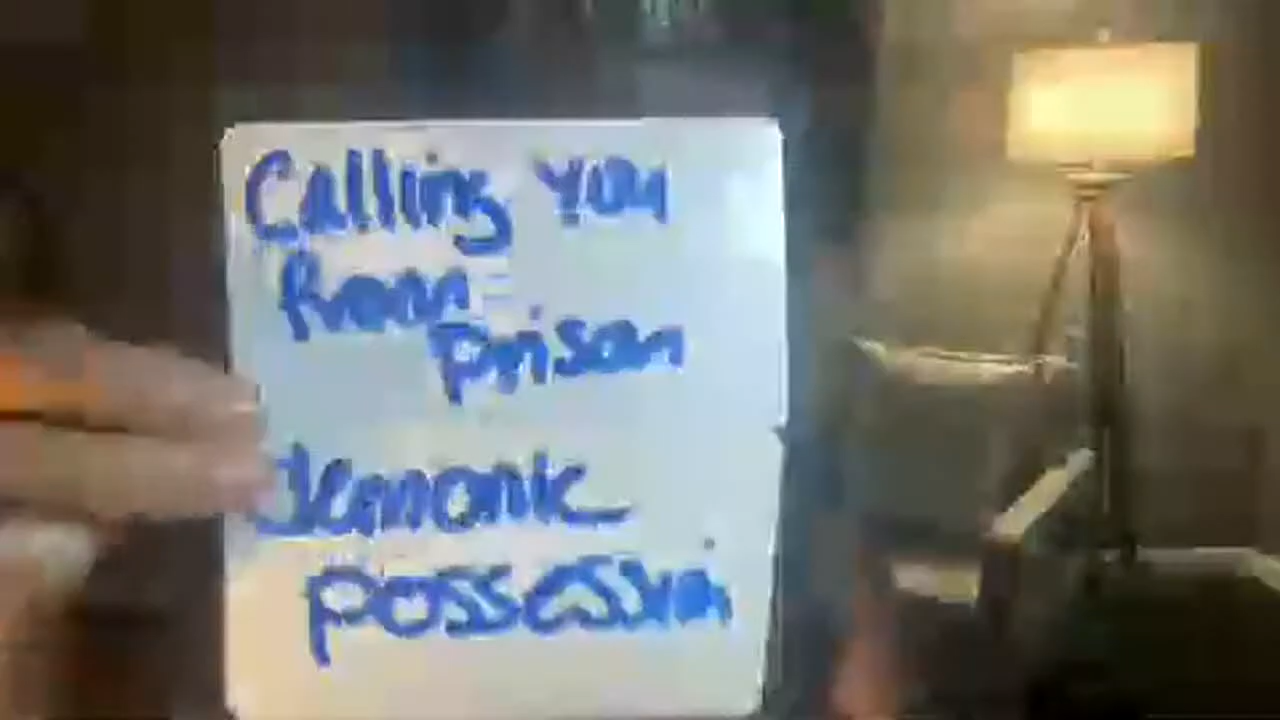 Calling you
from
prison
demonic
possession